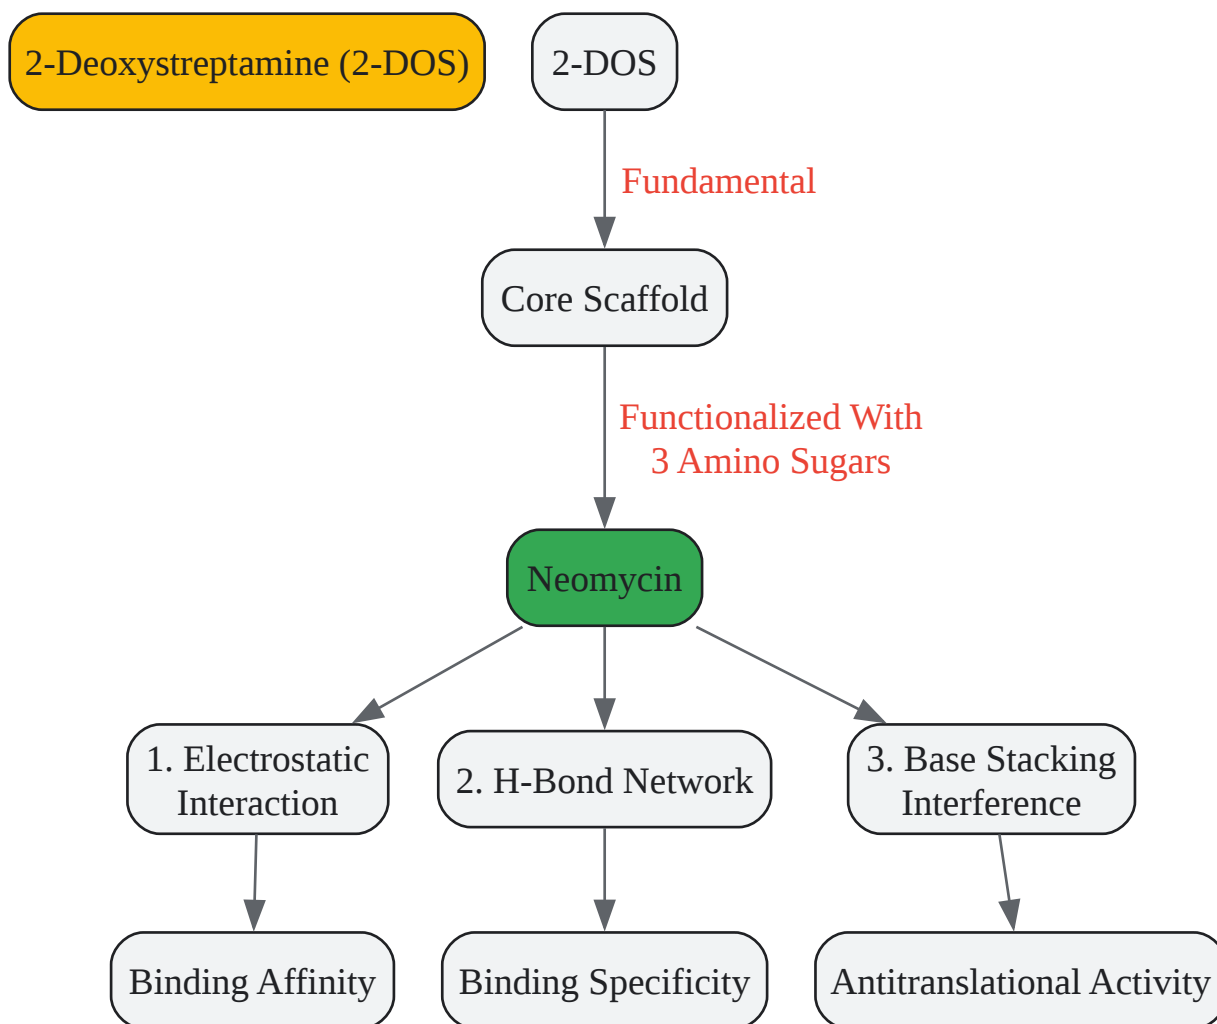 2-Deoxystreptamine (2-DOS)
2-DOS
Fundamental
Core Scaffold
Functionalized With
3 Amino Sugars
Neomycin
1. Electrostatic
Interaction
2. H-Bond Network
3. Base Stacking
Interference
Binding Affinity
Binding Specificity
Antitranslational Activity